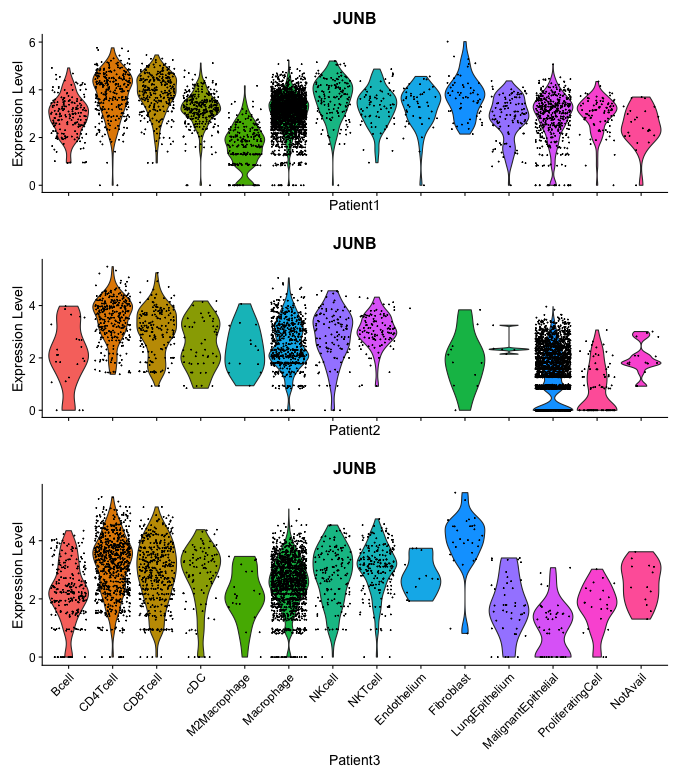 JUNB
Expression Level
6
4
2
0
Patient1
JUNB
Expression Level
4
2
0
Patient2
JUNB
Expression Level
4
2
0
Bcell
CD4Tcell
CD8Tcell
cDC
M2Macrophage
Macrophage
NKcell
NKTcell
Endothelium
Fibroblast
LungEpithelium
MalignantEpithelial
ProliferatingCell
NotAvail
Patient3